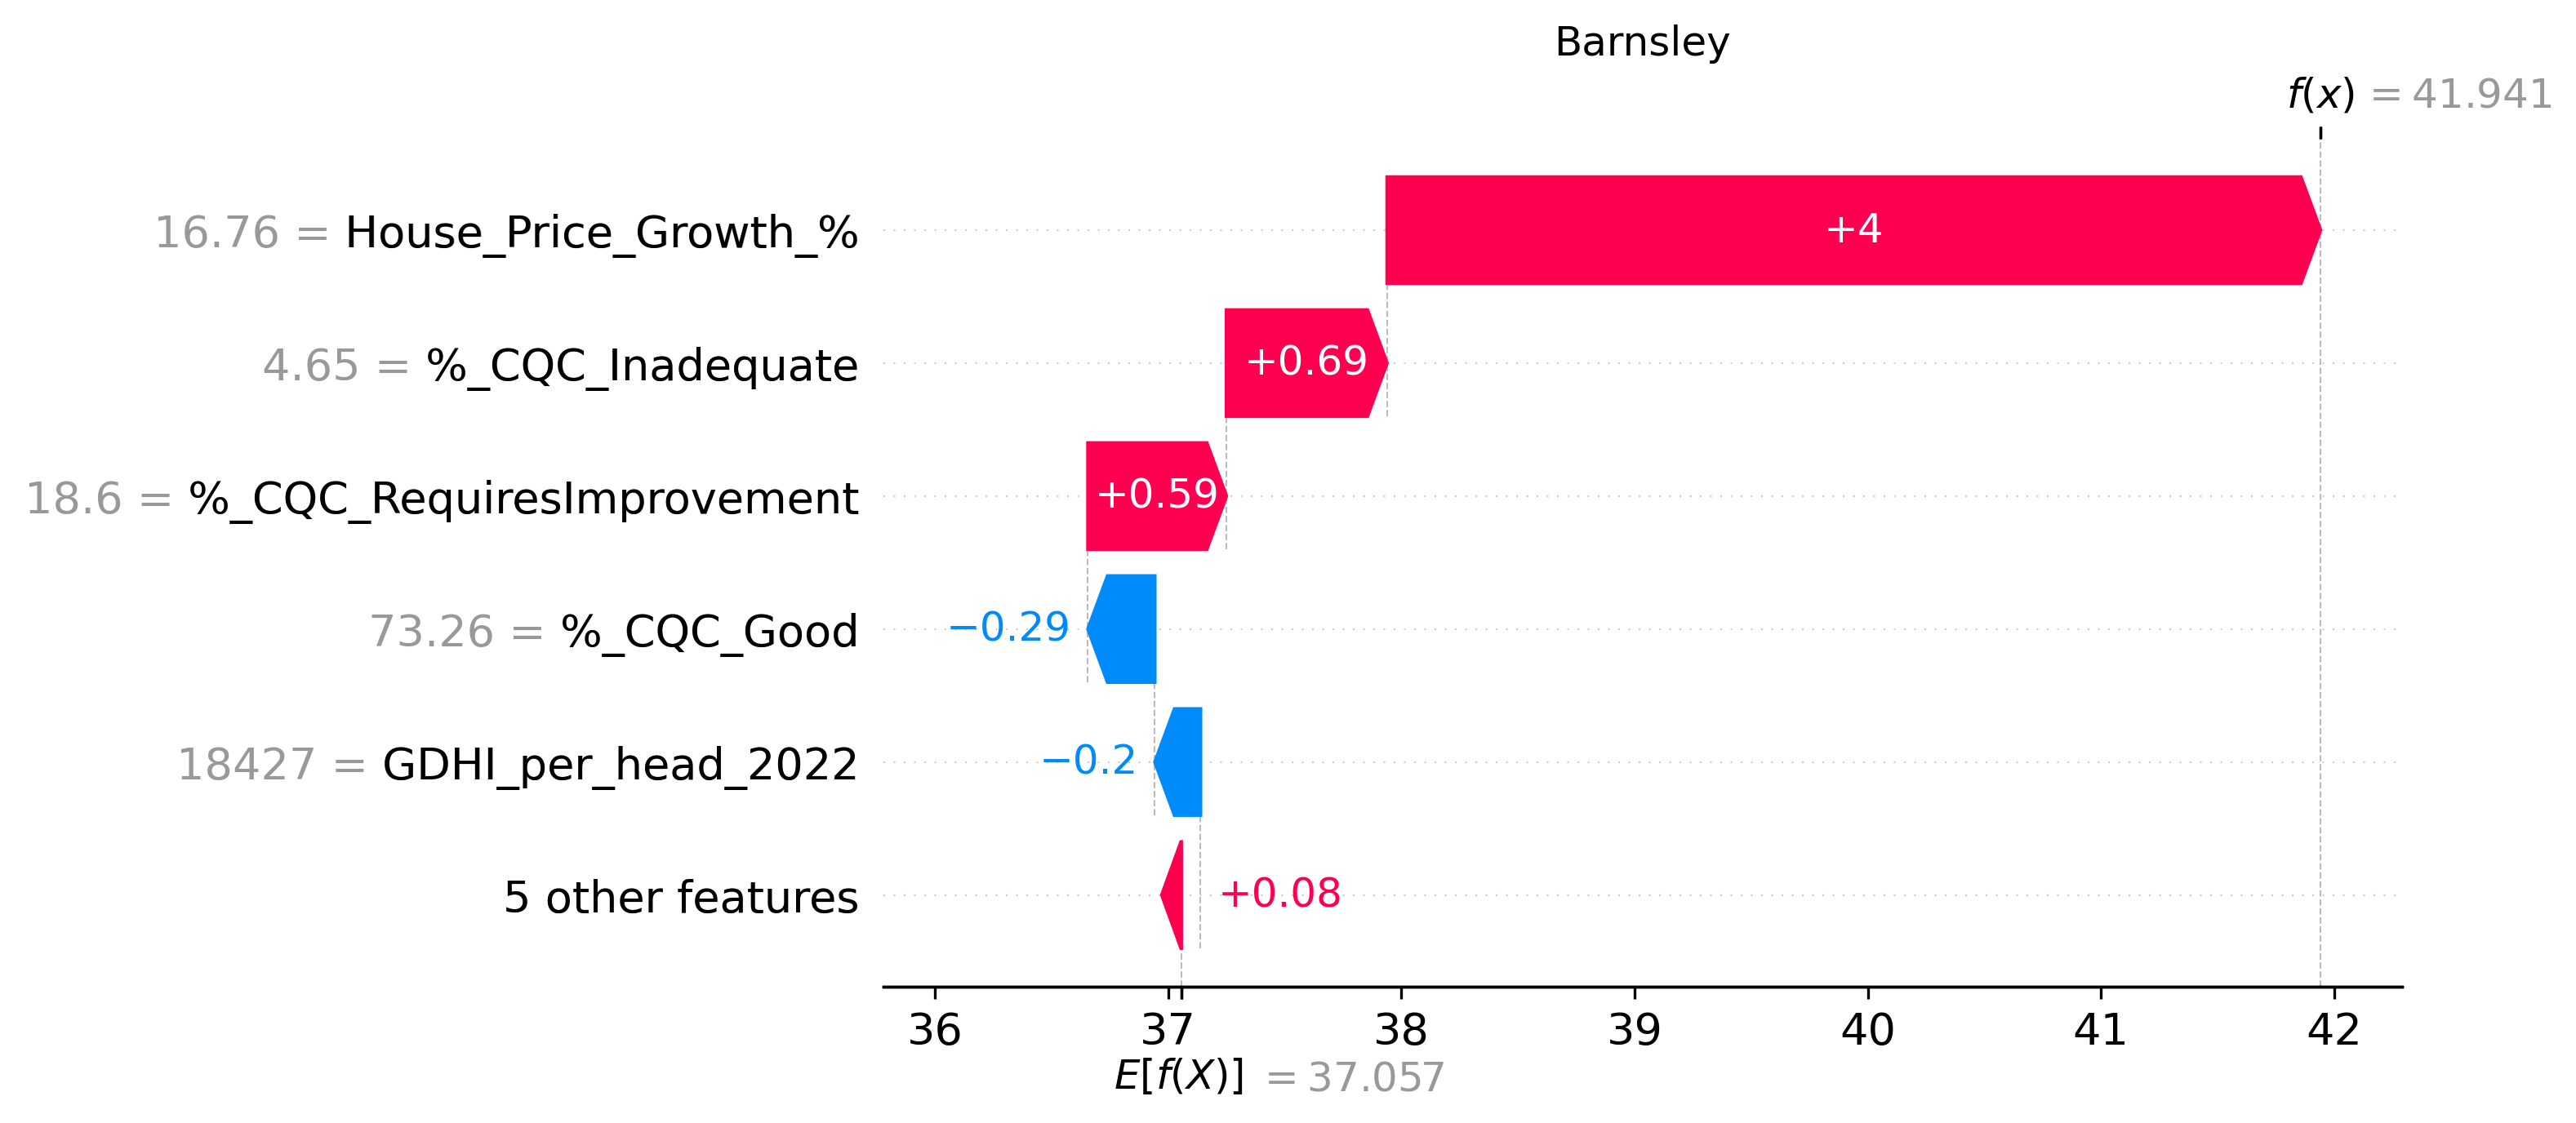 Barnsley
f(x) = 41.941
16.76 = House_Price_Growth_%
+4
4.65 = %_CQC_Inadequate
+0.69
18.6 = %_CQC_RequiresImprovement
+0.59
73.26 = %_CQC_Good
−0.29
18427 = GDHI_per_head_2022
−0.2
5 other features
+0.08
36 37 38 39 40 41 42
E[f(X)] = 37.057